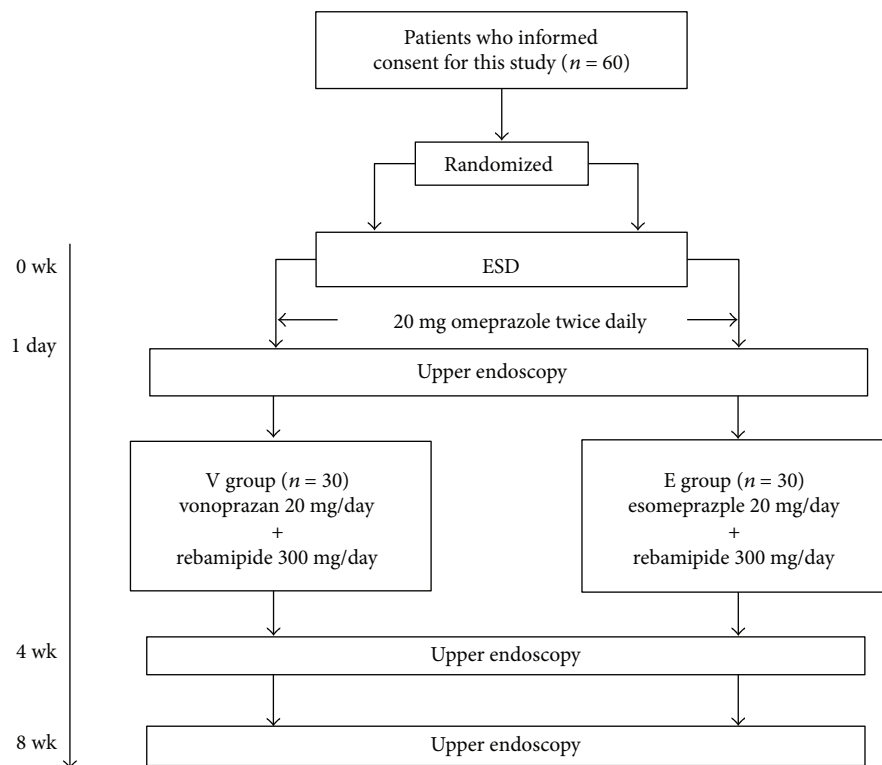 Patients who informed
consent for this study (n = 60)
Randomized
0 wk
ESD
20 mg omeprazole twice daily
1 day
Upper endoscopy
V group (n = 30)
vonoprazan 20 mg/day
+
rebamipide 300 mg/day
E group (n = 30)
esomeprazple 20 mg/day
+
rebamipide 300 mg/day
4 wk
Upper endoscopy
8 wk
Upper endoscopy